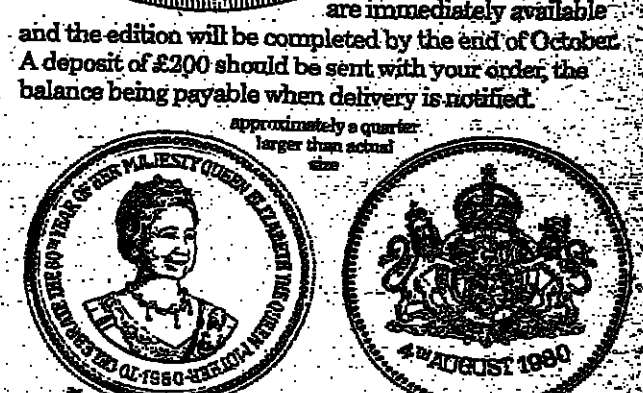 are immediately available
and the edition will be completed by the end of October.
A deposit of £200 should be sent with your order, the
balance being payable when delivery is notified.
approximately a quarter
larger than actual
size
TO CELEBRATE THE 80TH YEAR OF HER MAJESTY QUEEN ELIZABETH THE QUEEN MOTHER·1980·
4TH AUGUST 1980